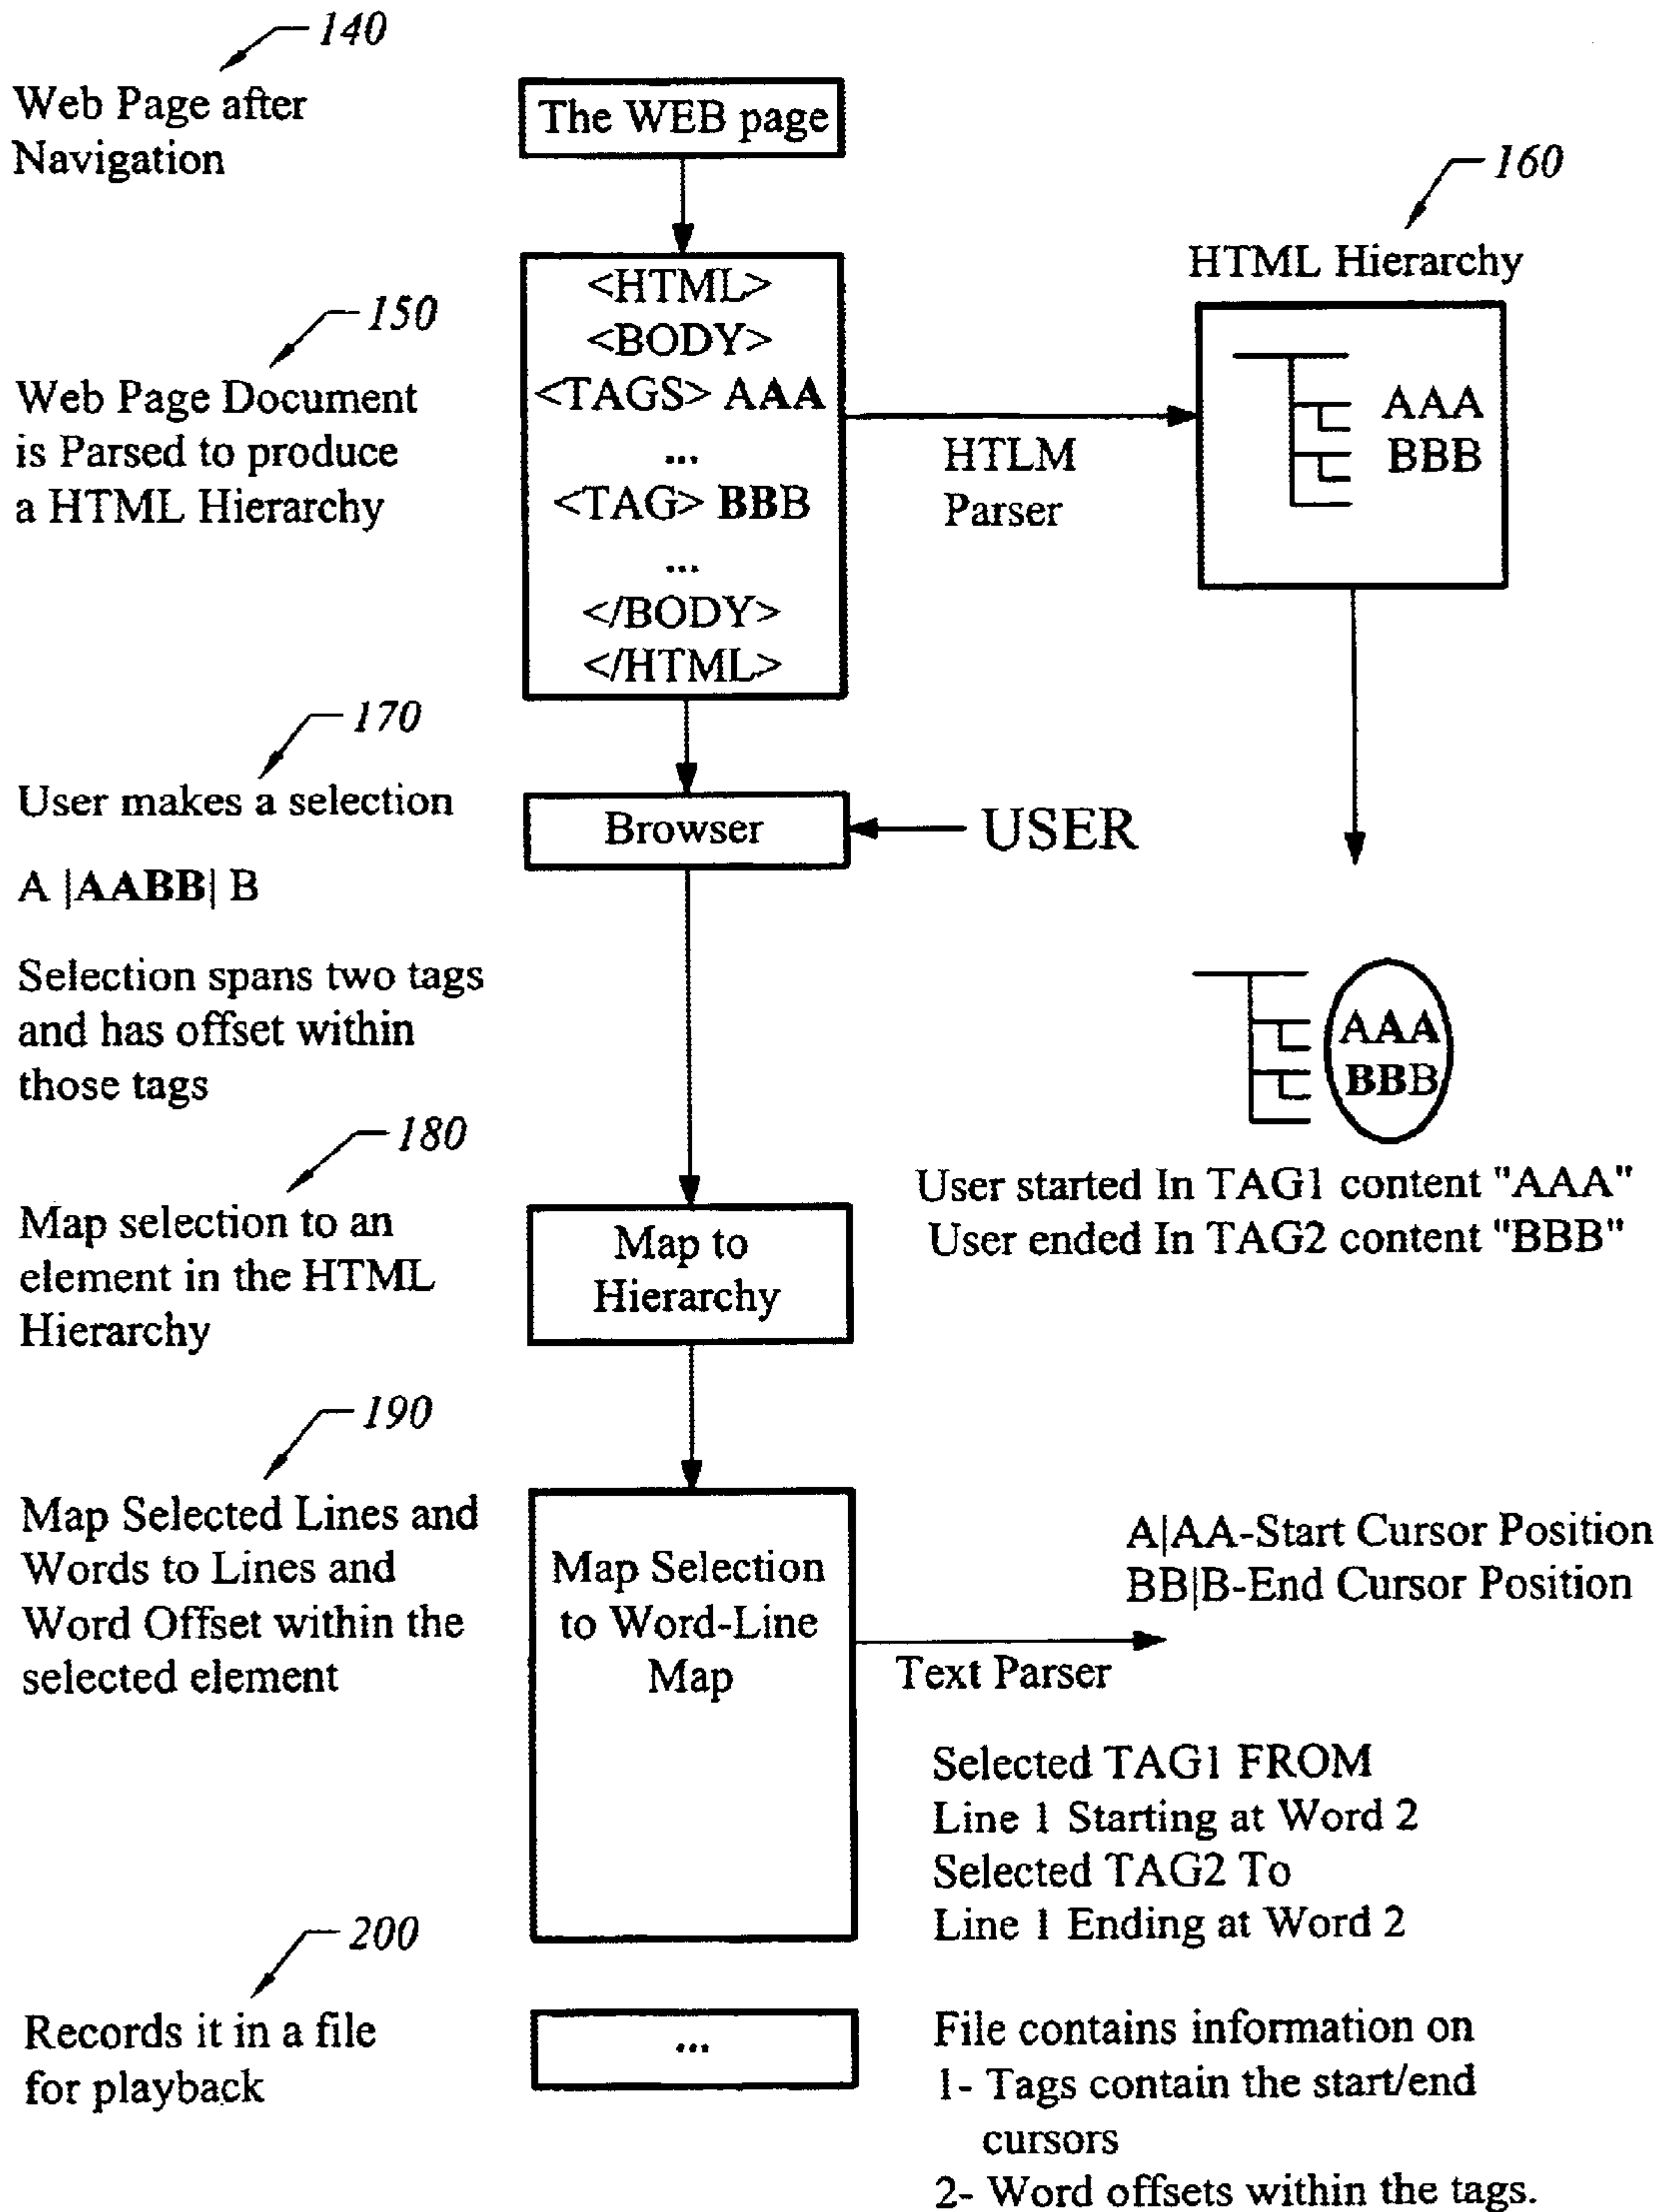 140
Web Page after
Navigation
The WEB page
160
HTML Hierarchy
150
Web Page Document
is Parsed to produce
a HTML Hierarchy
<HTML>
<BODY>
<TAGS> AAA
...
<TAG> BBB
...
</BODY>
</HTML>
HTLM
Parser
AAA
BBB
170
User makes a selection
A |AABB| B
Selection spans two tags
and has offset within
those tags
Browser
USER
AAA
BBB
User started In TAG1 content "AAA"
User ended In TAG2 content "BBB"
180
Map selection to an
element in the HTML
Hierarchy
Map to
Hierarchy
190
Map Selected Lines and
Words to Lines and
Word Offset within the
selected element
Map Selection
to Word-Line
Map
Text Parser
A|AA-Start Cursor Position
BB|B-End Cursor Position
Selected TAG1 FROM
Line 1 Starting at Word 2
Selected TAG2 To
Line 1 Ending at Word 2
200
Records it in a file
for playback
...
File contains information on
1- Tags contain the start/end
cursors
2- Word offsets within the tags.